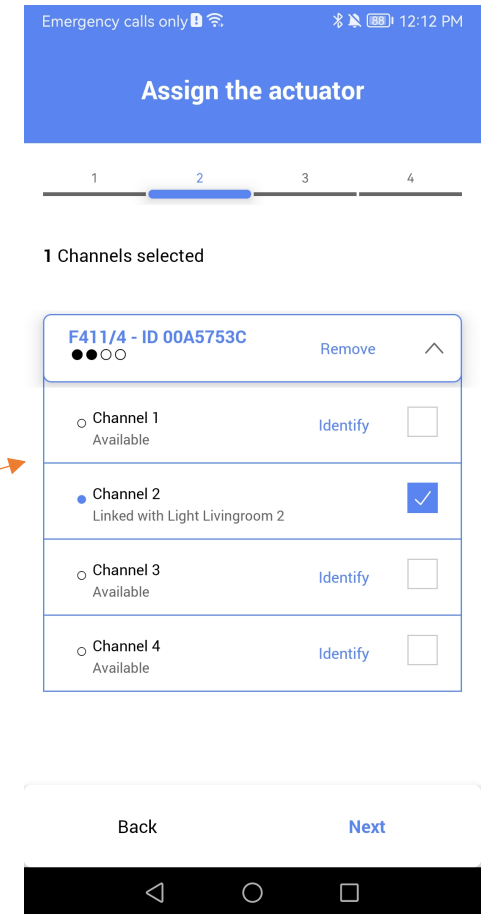 Emergency calls only 88 12:12 PM
Assign the actuator
1 2 3 4
1 Channels selected
F411/4 - ID 00A5753C
Remove
Channel 1
Available
Identify
Channel 2
Linked with Light Livingroom 2
Channel 3
Available
Identify
Channel 4
Available
Identify
Back Next